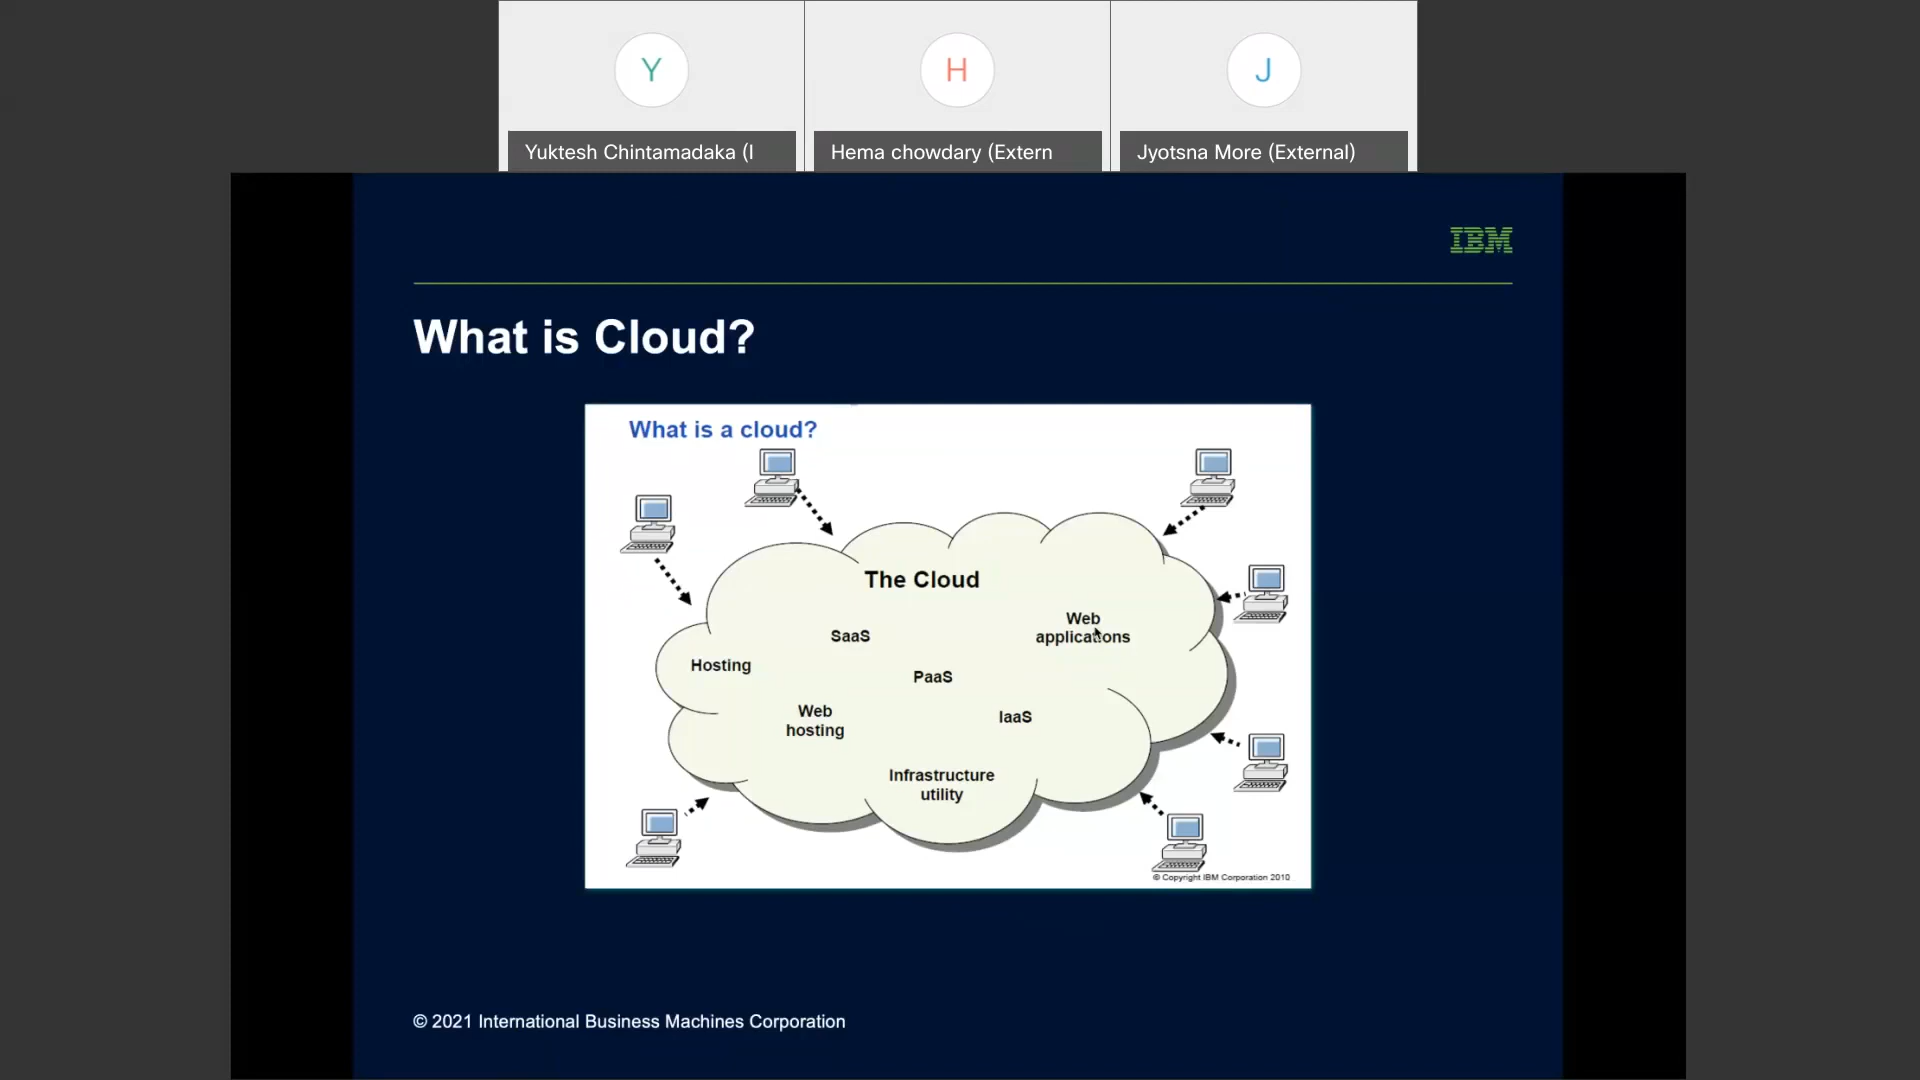 Y
H
J
Yuktesh Chintamadaka (I
Hema chowdary (Extern
Jyotsna More (External)
IBM
What is Cloud?
What is a cloud?
The Cloud
SaaS
Web
applications
Hosting
PaaS
Web
hosting
IaaS
Infrastructure
utility
© Copyright IBM Corporation 2010
© 2021 International Business Machines Corporation